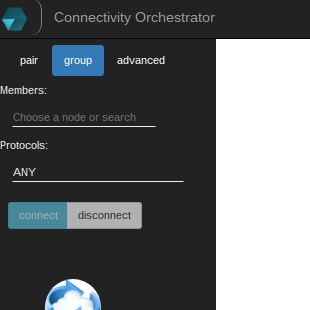 Connectivity Orchestrator
pair group advanced
Members:
Choose a node or search
Protocols:
ANY
connect disconnect